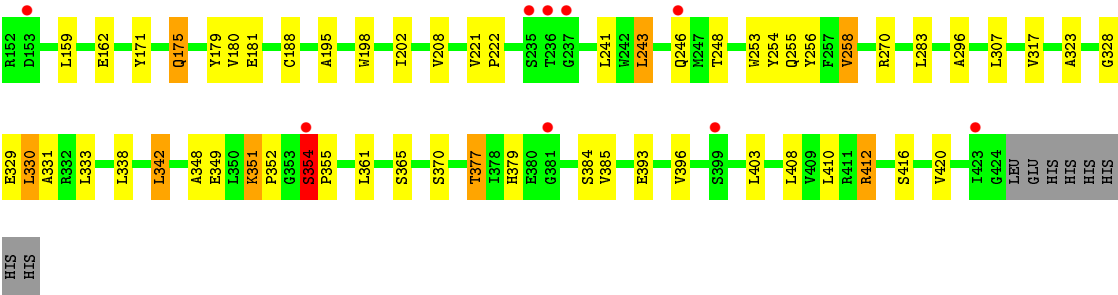 R152 D153 L159 E162 Y171 Q175 Y179 V180 E181 C188 A195 W198 I202 V208 V221 P222 S235 T236 G237 L241 W242 L243 Q246 M247 T248 W253 Y254 Q255 Y256 F257 V258 R270 L283 A296 L307 V317 A323 G328
E329 L330 A331 R332 L333 L338 L342 A348 E349 L350 K351 P352 G353 S354 P355 L361 S365 S370 T377 I378 H379 E380 G381 S384 V385 E393 V396 S399 L403 L408 V409 L410 R411 R412 S416 V420 I423 G424 LEU GLU HIS HIS HIS HIS
HIS HIS